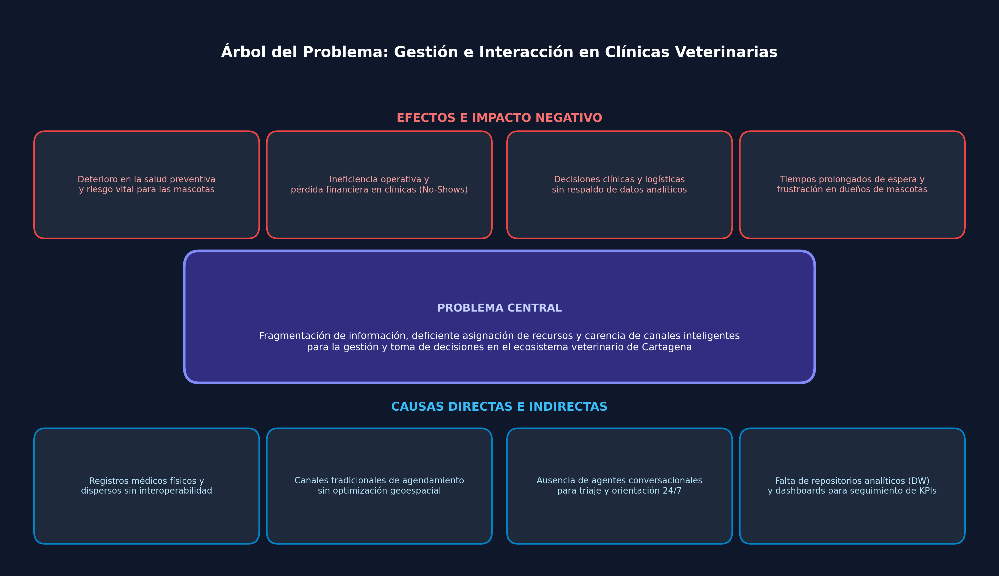 Árbol del Problema: Gestión e Interacción en Clínicas Veterinarias
EFECTOS E IMPACTO NEGATIVO
Deterioro en la salud preventiva
y riesgo vital para las mascotas
Ineficiencia operativa y
pérdida financiera en clínicas (No-Shows)
Decisiones clínicas y logísticas
sin respaldo de datos analíticos
Tiempos prolongados de espera y
frustración en dueños de mascotas
PROBLEMA CENTRAL
Fragmentación de información, deficiente asignación de recursos y carencia de canales inteligentes
para la gestión y toma de decisiones en el ecosistema veterinario de Cartagena
CAUSAS DIRECTAS E INDIRECTAS
Registros médicos físicos y
dispersos sin interoperabilidad
Canales tradicionales de agendamiento
sin optimización geoespacial
Ausencia de agentes conversacionales
para triaje y orientación 24/7
Falta de repositorios analíticos (DW)
y dashboards para seguimiento de KPIs